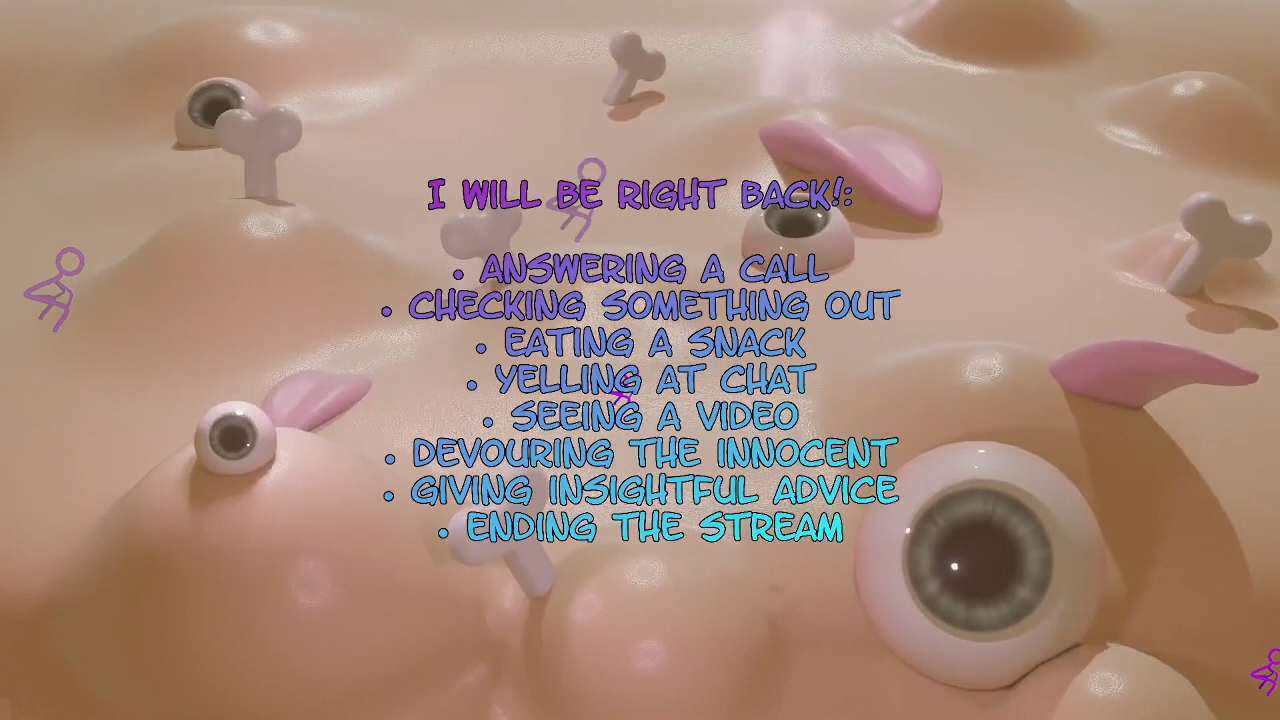 I WILL BE RIGHT BACK!:
• ANSWERING A CALL
• CHECKING SOMETHING OUT
• EATING A SNACK
• YELLING AT CHAT
• SEEING A VIDEO
• DEVOURING THE INNOCENT
• GIVING INSIGHTFUL ADVICE
• ENDING THE STREAM